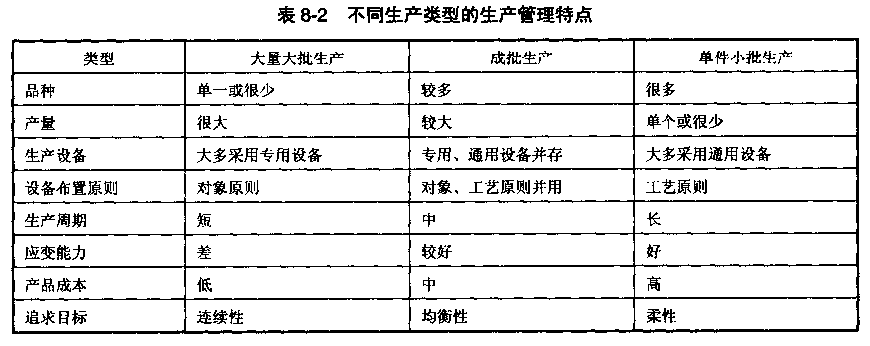 表 8-2 不同生产类型的生产管理特点
类型 大量大批生产 成批生产 单件小批生产
品种 单一或很少 较多 很多
产量 很大 较大 单个或很少
生产设备 大多采用专用设备 专用、通用设备并存 大多采用通用设备
设备布置原则 对象原则 对象、工艺原则并用 工艺原则
生产周期 短 中 长
应变能力 差 较好 好
产品成本 低 中 高
追求目标 连续性 均衡性 柔性